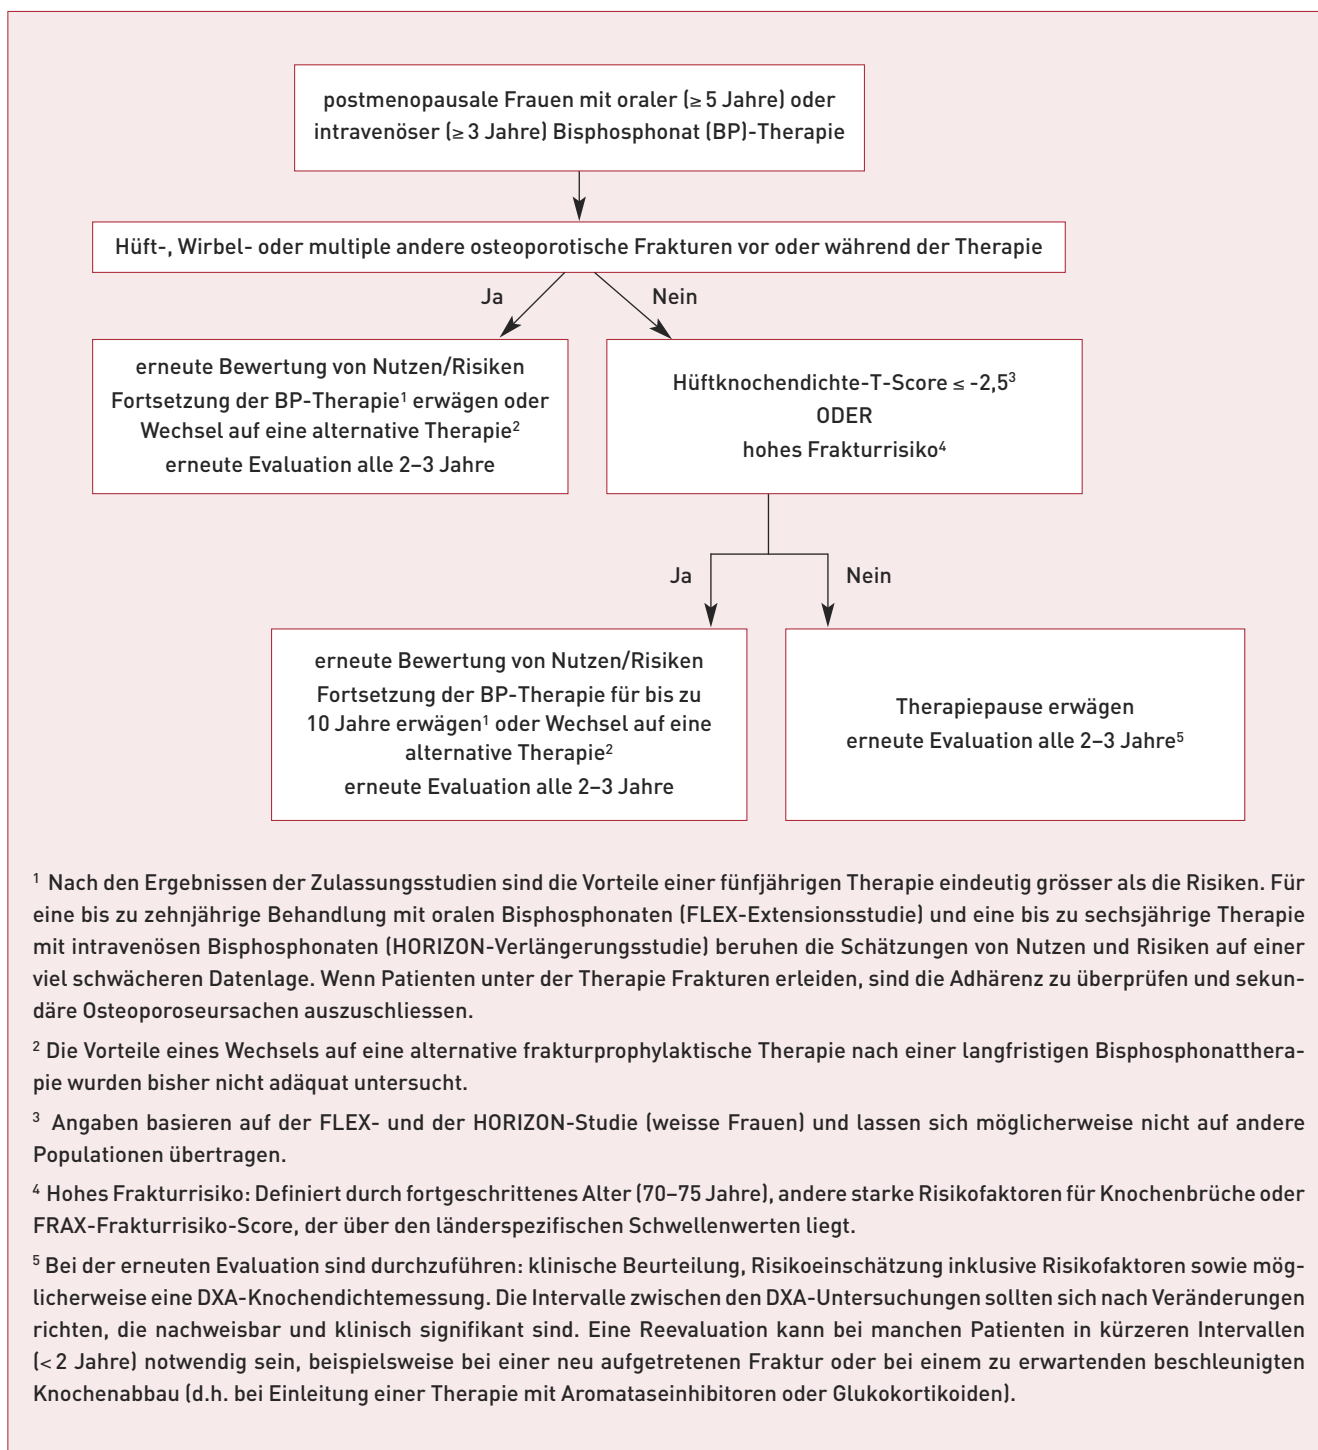 postmenopausale Frauen mit oraler (≥ 5 Jahre) oder
intravenöser (≥ 3 Jahre) Bisphosphonat (BP)-Therapie
Hüft-, Wirbel- oder multiple andere osteoporotische Frakturen vor oder während der Therapie
Ja
Nein
erneute Bewertung von Nutzen/Risiken
Fortsetzung der BP-Therapie¹ erwägen oder
Wechsel auf eine alternative Therapie²
erneute Evaluation alle 2–3 Jahre
Hüftknochendichte-T-Score ≤ -2,5³
ODER
hohes Frakturrisiko⁴
Ja
Nein
erneute Bewertung von Nutzen/Risiken
Fortsetzung der BP-Therapie für bis zu
10 Jahre erwägen¹ oder Wechsel auf eine
alternative Therapie²
erneute Evaluation alle 2–3 Jahre
Therapiepause erwägen
erneute Evaluation alle 2–3 Jahre⁵
¹ Nach den Ergebnissen der Zulassungsstudien sind die Vorteile einer fünfjährigen Therapie eindeutig grösser als die Risiken. Für
eine bis zu zehnjährige Behandlung mit oralen Bisphosphonaten (FLEX-Extensionsstudie) und eine bis zu sechsjährige Therapie
mit intravenösen Bisphosphonaten (HORIZON-Verlängerungsstudie) beruhen die Schätzungen von Nutzen und Risiken auf einer
viel schwächeren Datenlage. Wenn Patienten unter der Therapie Frakturen erleiden, sind die Adhärenz zu überprüfen und sekun-
däre Osteoporoseursachen auszuschliessen.
² Die Vorteile eines Wechsels auf eine alternative frakturprophylaktische Therapie nach einer langfristigen Bisphosphonatthera-
pie wurden bisher nicht adäquat untersucht.
³ Angaben basieren auf der FLEX- und der HORIZON-Studie (weisse Frauen) und lassen sich möglicherweise nicht auf andere
Populationen übertragen.
⁴ Hohes Frakturrisiko: Definiert durch fortgeschrittenes Alter (70–75 Jahre), andere starke Risikofaktoren für Knochenbrüche oder
FRAX-Frakturrisiko-Score, der über den länderspezifischen Schwellenwerten liegt.
⁵ Bei der erneuten Evaluation sind durchzuführen: klinische Beurteilung, Risikoeinschätzung inklusive Risikofaktoren sowie mög-
licherweise eine DXA-Knochendichtemessung. Die Intervalle zwischen den DXA-Untersuchungen sollten sich nach Veränderungen
richten, die nachweisbar und klinisch signifikant sind. Eine Reevaluation kann bei manchen Patienten in kürzeren Intervallen
(< 2 Jahre) notwendig sein, beispielsweise bei einer neu aufgetretenen Fraktur oder bei einem zu erwartenden beschleunigten
Knochenabbau (d.h. bei Einleitung einer Therapie mit Aromataseinhibitoren oder Glukokortikoiden).